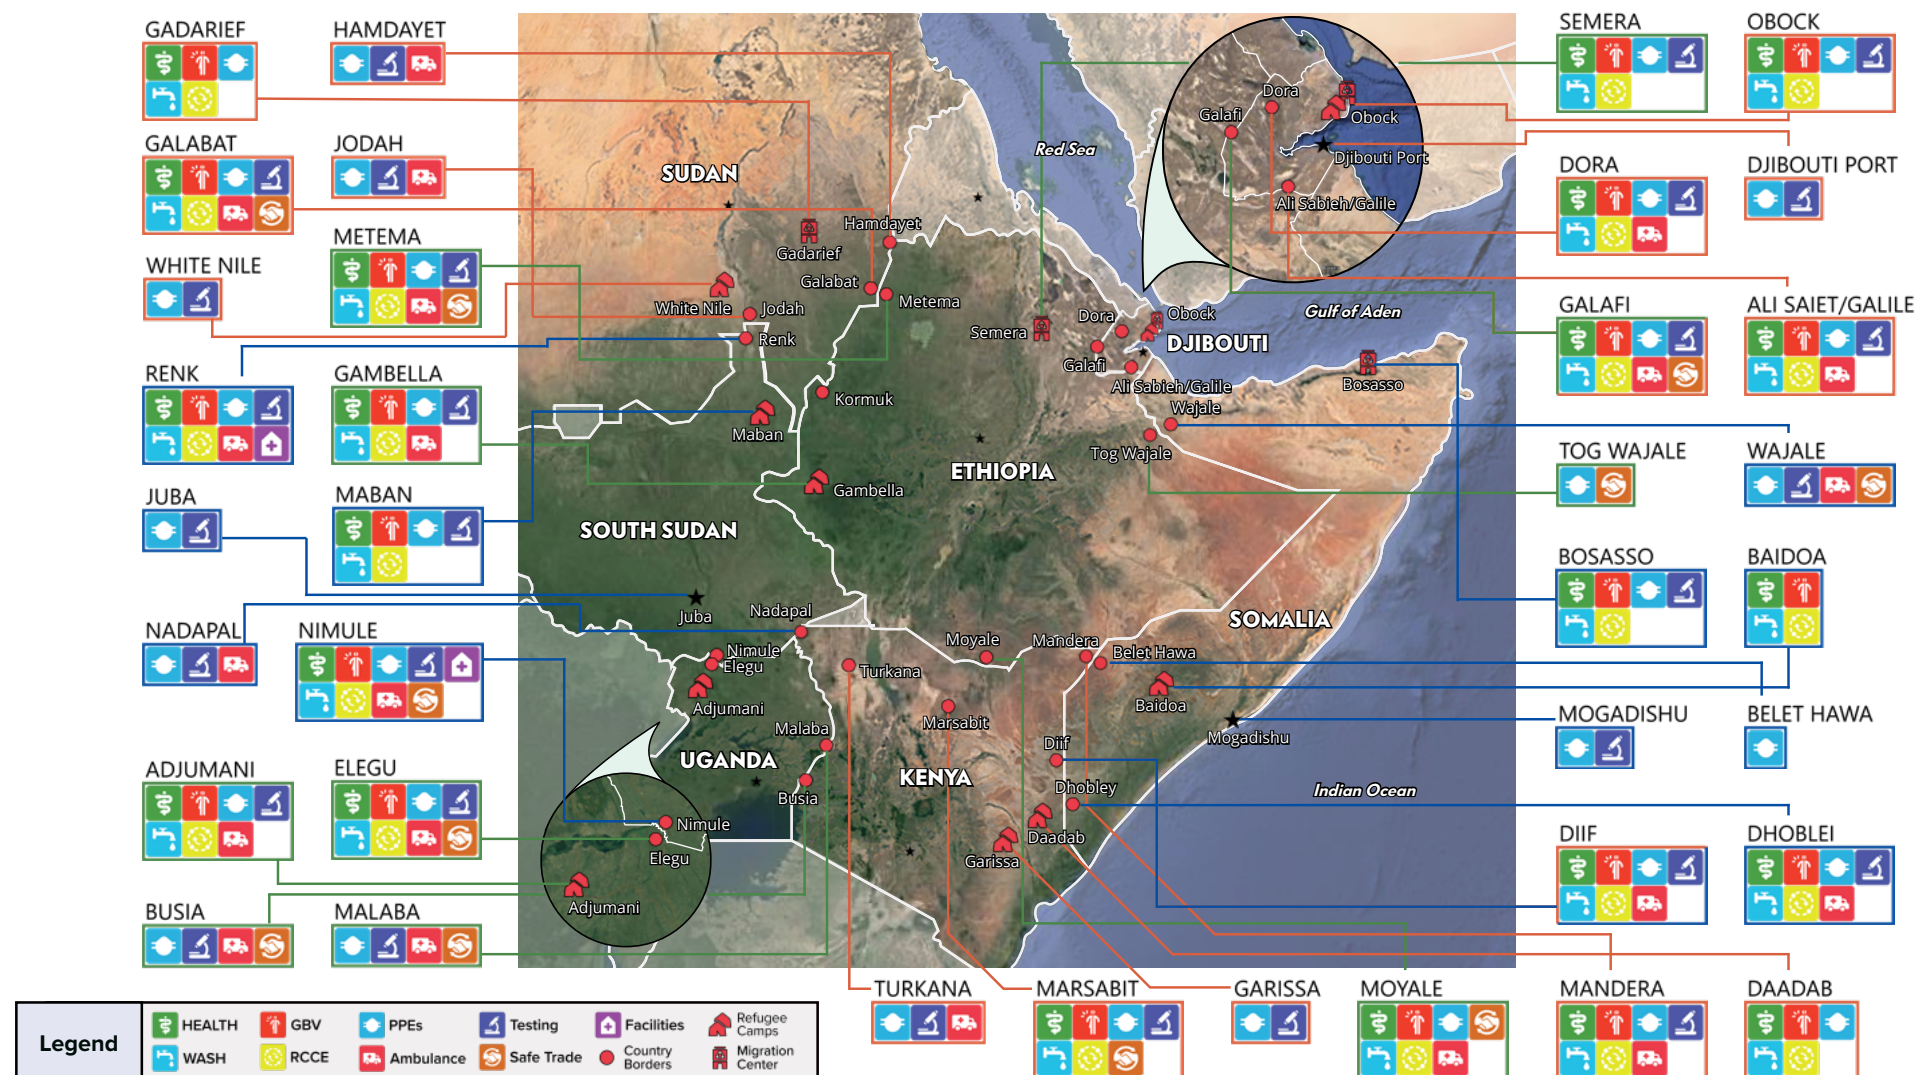 GADARIEF
HAMDAYET
GALABAT
JODAH
METEMA
WHITE NILE
RENK
GAMBELLA
JUBA
MABAN
NADAPAL
NIMULE
ADJUMANI
ELEGU
BUSIA
MALABA
SUDAN
Red Sea
Hamdayet
Gadarief
Galabat
Metema
White Nile
Jodah
Renk
Kormuk
Maban
Gambella
SOUTH SUDAN
ETHIOPIA
Semera
Dora
Obock
DJIBOUTI
Galafi
Ali Sabieh/Galile
Wajale
Tog Wajale
Gulf of Aden
Bosasso
Dora
Galafi
Obock
Djibouti Port
Ali Sabieh/Galile
Juba
Nadapal
Nimule
Elegu
Adjumani
Turkana
Moyale
Mandera
Belet Hawa
SOMALIA
Baidoa
Marsabit
Malaba
UGANDA
Busia
KENYA
Diif
Dhobley
Daadab
Garissa
Mogadishu
Indian Ocean
Nimule
Elegu
Adjumani
SEMERA
OBOCK
DORA
DJIBOUTI PORT
GALAFI
ALI SAIET/GALILE
TOG WAJALE
WAJALE
BOSASSO
BAIDOA
MOGADISHU
BELET HAWA
DIIF
DHOBLEI
TURKANA
MARSABIT
GARISSA
MOYALE
MANDERA
DAADAB
Legend
HEALTH
GBV
PPEs
Testing
Facilities
Refugee
Camps
WASH
RCCE
Ambulance
Safe Trade
Country
Borders
Migration
Center